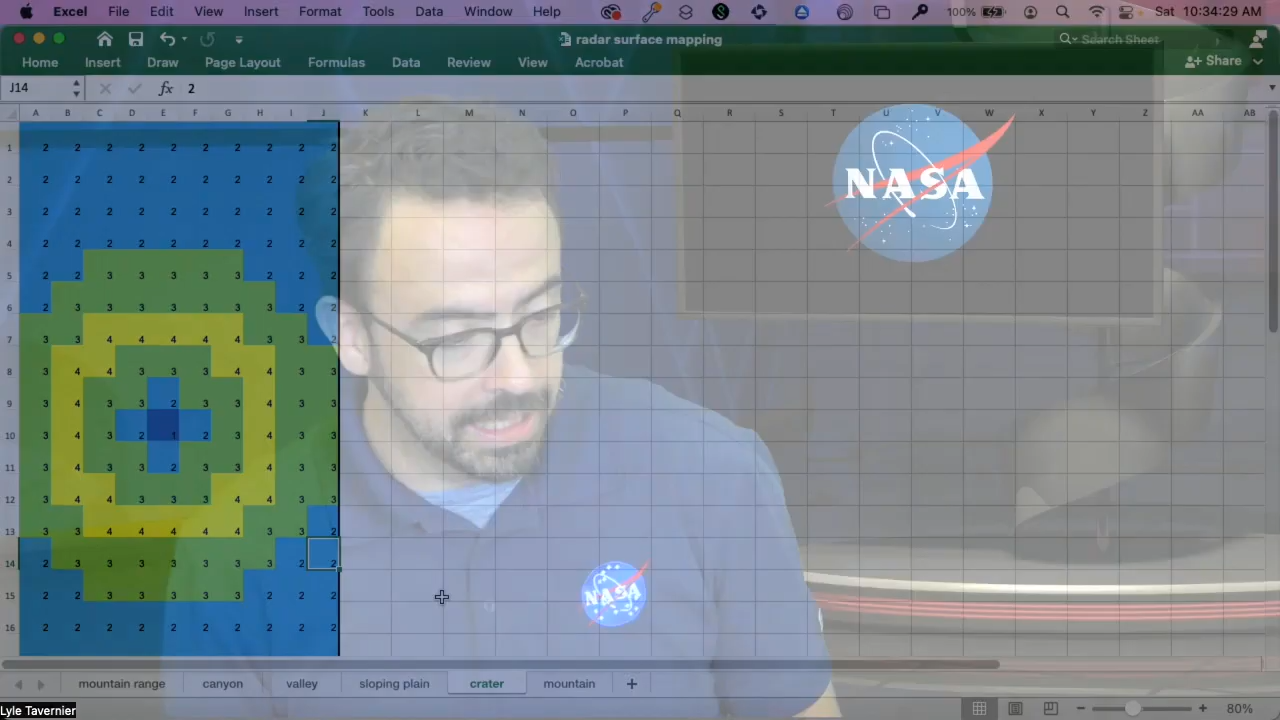 Excel File Edit View Insert Format Tools Data Window Help 100% Sat 10:34:29 AM
radar surface mapping Search Sheet
Home Insert Draw Page Layout Formulas Data Review View Acrobat Share
J14 fx 2
A B C D E F G H I J K L M N O P Q R S T U V W X Y Z AA AB
1 2 2 2 2 2 2 2 2 2 2
2 2 2 2 2 2 2 2 2 2 2
3 2 2 2 2 2 2 2 2 2 2
4 2 2 2 2 2 2 2 2 2 2
5 2 2 3 3 3 3 3 2 2 2
6 2 3 3 3 3 3 3 3 2 2
7 3 3 4 4 4 4 4 3 3 2
8 3 4 4 3 3 3 4 4 3 3
9 3 4 3 3 2 3 3 4 3 3
10 3 4 3 2 1 2 3 4 3 3
11 3 4 3 3 2 3 3 4 3 3
12 3 4 4 3 3 3 4 4 3 3
13 3 3 4 4 4 4 4 3 3 2
14 2 3 3 3 3 3 3 3 2 2
15 2 2 3 3 3 3 3 2 2 2
16 2 2 2 2 2 2 2 2 2 2
NASA
NASA
mountain range canyon valley sloping plain crater mountain +
Lyle Tavernier
80%